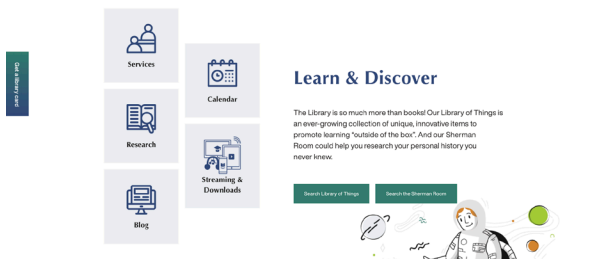 Get a library card
Services
Calendar
Research
Streaming &
Downloads
Blog
Learn & Discover
The Library is so much more than books! Our Library of Things is
an ever-growing collection of unique, innovative items to
promote learning "outside of the box". And our Sherman
Room could help you research your personal history you
never knew.
Search Library of Things
Search the Sherman Room